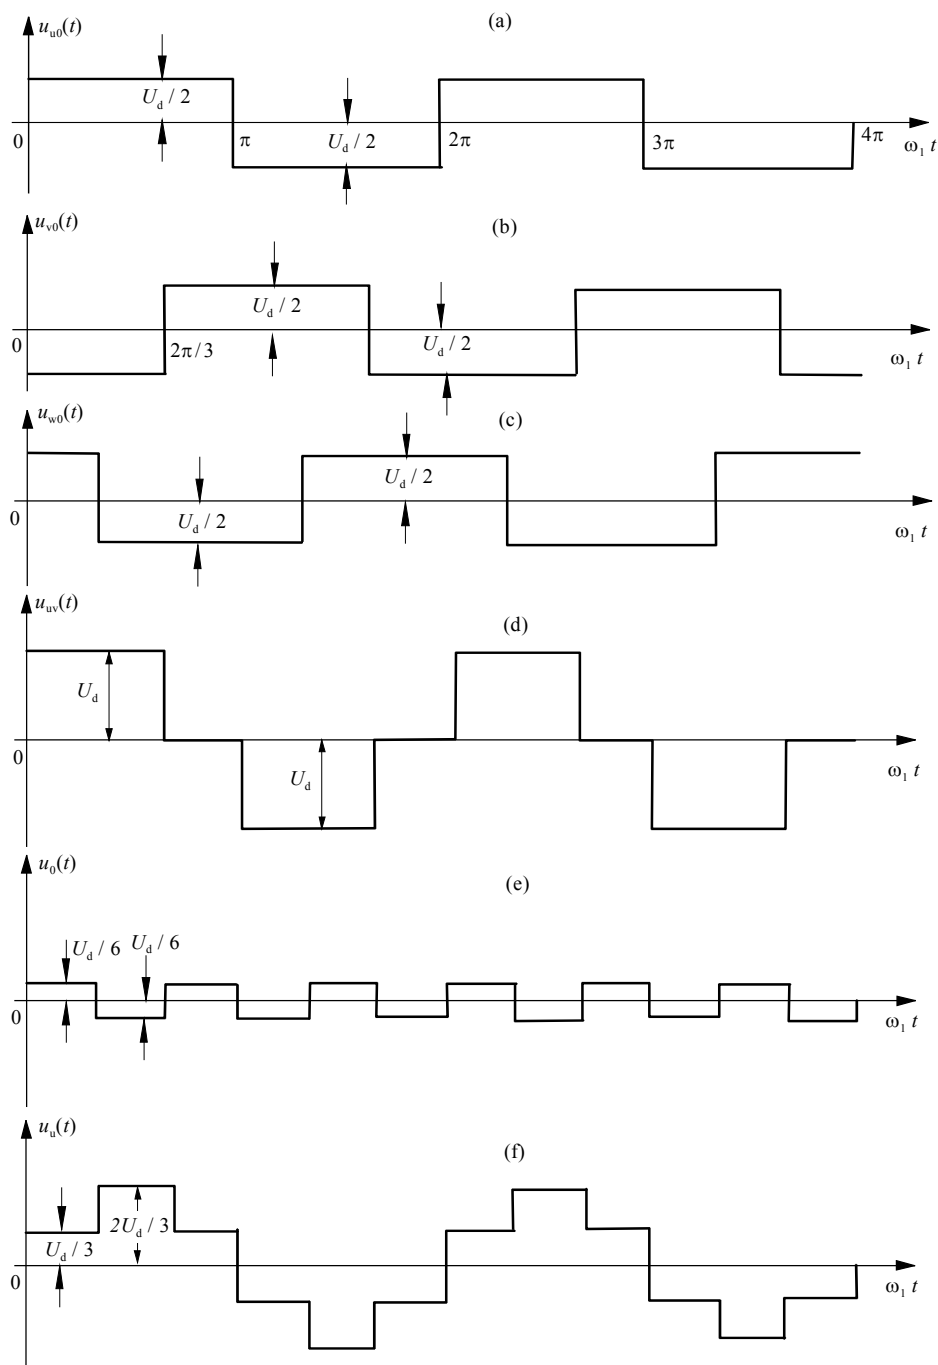 u_u0(t)
(a)
U_d / 2
0
π
U_d / 2
2π
3π
4π
ω_1 t
u_v0(t)
(b)
U_d / 2
0
2π/3
U_d / 2
ω_1 t
u_w0(t)
(c)
U_d / 2
0
U_d / 2
ω_1 t
u_uv(t)
(d)
U_d
0
U_d
ω_1 t
u_0(t)
(e)
U_d / 6
U_d / 6
0
ω_1 t
u_u(t)
(f)
2U_d / 3
U_d / 3
0
ω_1 t